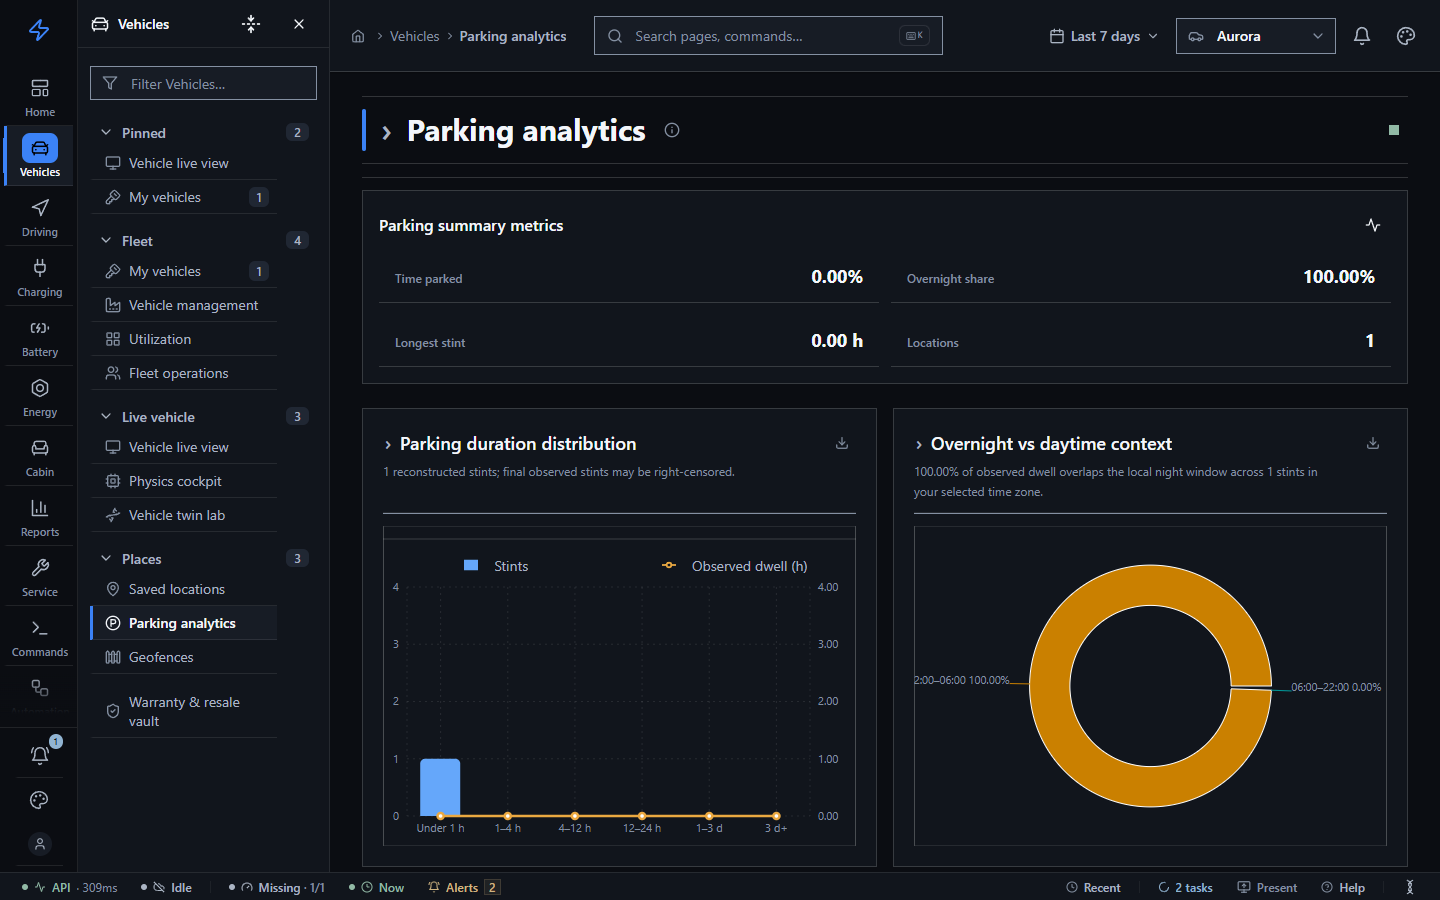 Home
Vehicles
Driving
Charging
Battery
Energy
Cabin
Reports
Service
Commands
1
Vehicles
Filter Vehicles...
Pinned 2
Vehicle live view
My vehicles 1
Fleet 4
My vehicles 1
Vehicle management
Utilization
Fleet operations
Live vehicle 3
Vehicle live view
Physics cockpit
Vehicle twin lab
Places 3
Saved locations
Parking analytics
Geofences
Warranty & resale
vault
Vehicles › Parking analytics
Search pages, commands... K
Last 7 days
Aurora
Parking analytics
Parking summary metrics
Time parked 0.00%
Overnight share 100.00%
Longest stint 0.00 h
Locations 1
Parking duration distribution
1 reconstructed stints; final observed stints may be right-censored.
Stints Observed dwell (h)
4 4.00
3 3.00
2 2.00
1 1.00
0 0.00
Under 1 h 1–4 h 4–12 h 12–24 h 1–3 d 3 d+
Overnight vs daytime context
100.00% of observed dwell overlaps the local night window across 1 stints in
your selected time zone.
2:00–06:00 100.00%
06:00–22:00 0.00%
API · 309ms Idle Missing · 1/1 Now Alerts 2
Recent 2 tasks Present Help